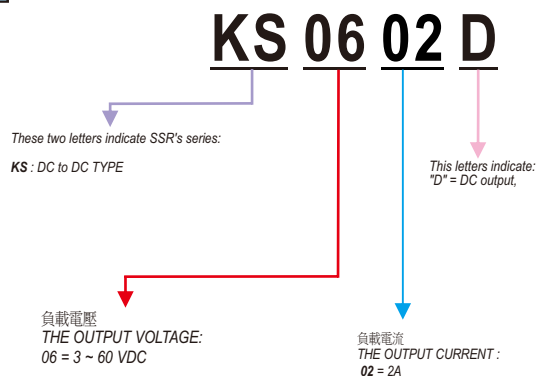 KS 06 02 D
These two letters indicate SSR's series:
KS : DC to DC TYPE
This letters indicate:
"D" = DC output,
負載電壓
THE OUTPUT VOLTAGE:
06 = 3 ~ 60 VDC
負載電流
THE OUTPUT CURRENT :
02 = 2A